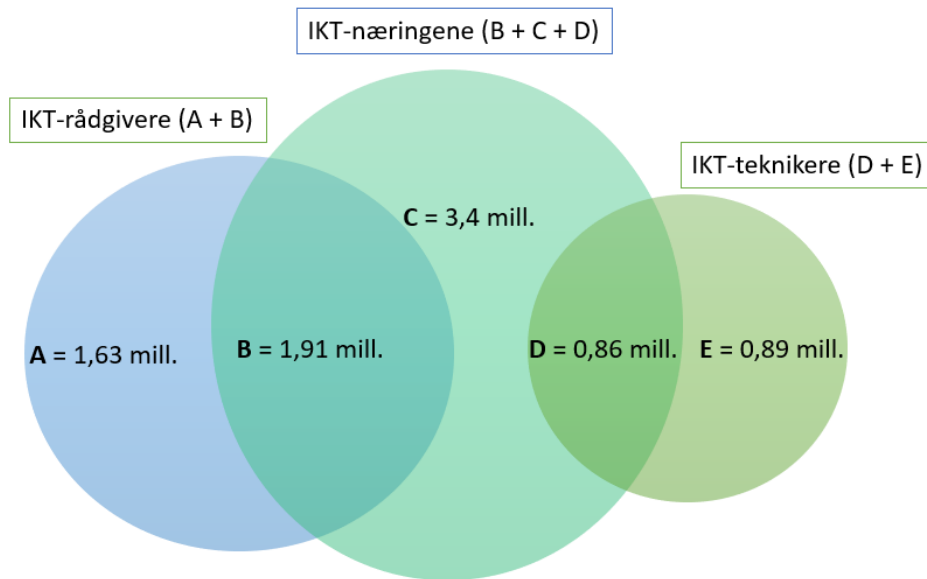 IKT-næringene (B + C + D)
IKT-rådgivere (A + B)
IKT-teknikere (D + E)
C = 3,4 mill.
A = 1,63 mill.
B = 1,91 mill.
D = 0,86 mill.
E = 0,89 mill.